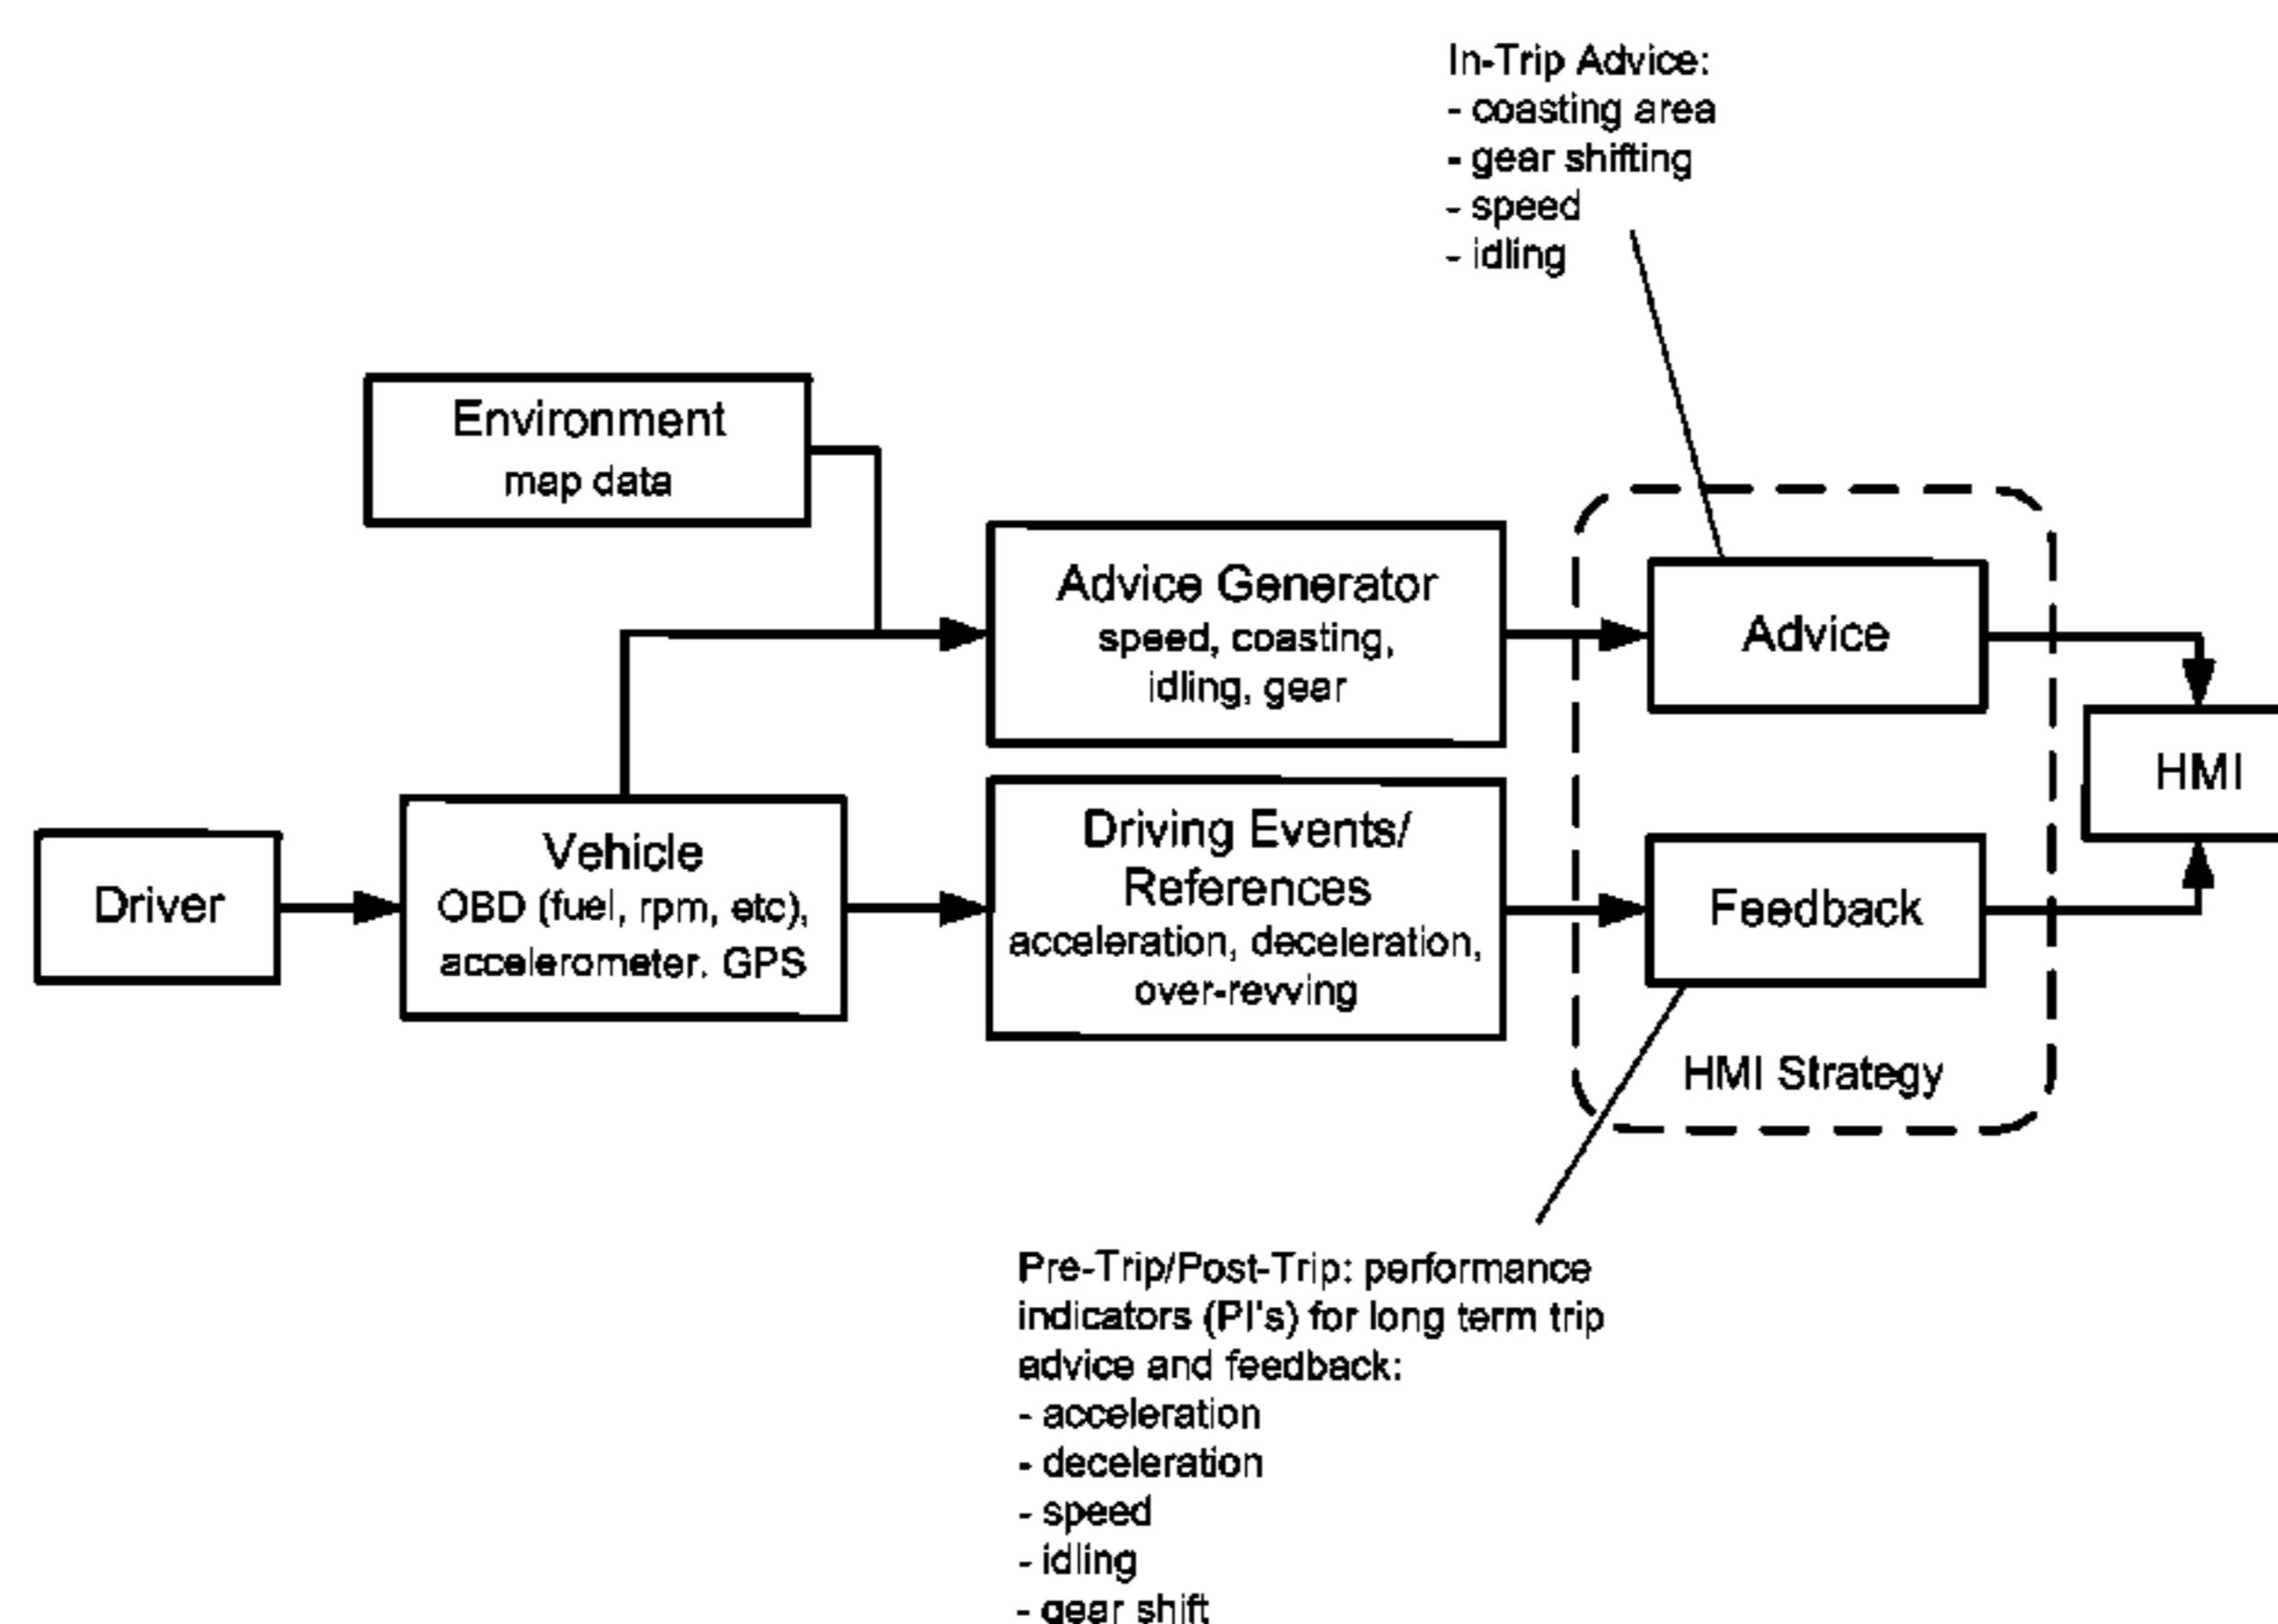 In-Trip Advice:
- coasting area
- gear shifting
- speed
- idling
Environment
map data
Advice Generator
speed, coasting,
idling, gear
Advice
HMI
Driver
Vehicle
OBD (fuel, rpm, etc),
accelerometer. GPS
Driving Events/
References
acceleration, deceleration,
over-revving
Feedback
HMI Strategy
Pre-Trip/Post-Trip: performance
indicators (PI's) for long term trip
advice and feedback:
- acceleration
- deceleration
- speed
- idling
- gear shift